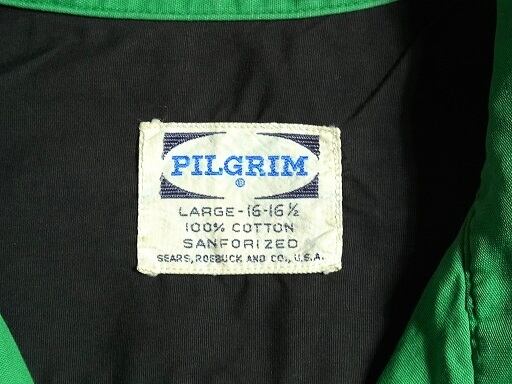 PILGRIM
®
LARGE-16-16½
100% COTTON
SANFORIZED
SEARS, ROEBUCK AND CO., U.S.A.